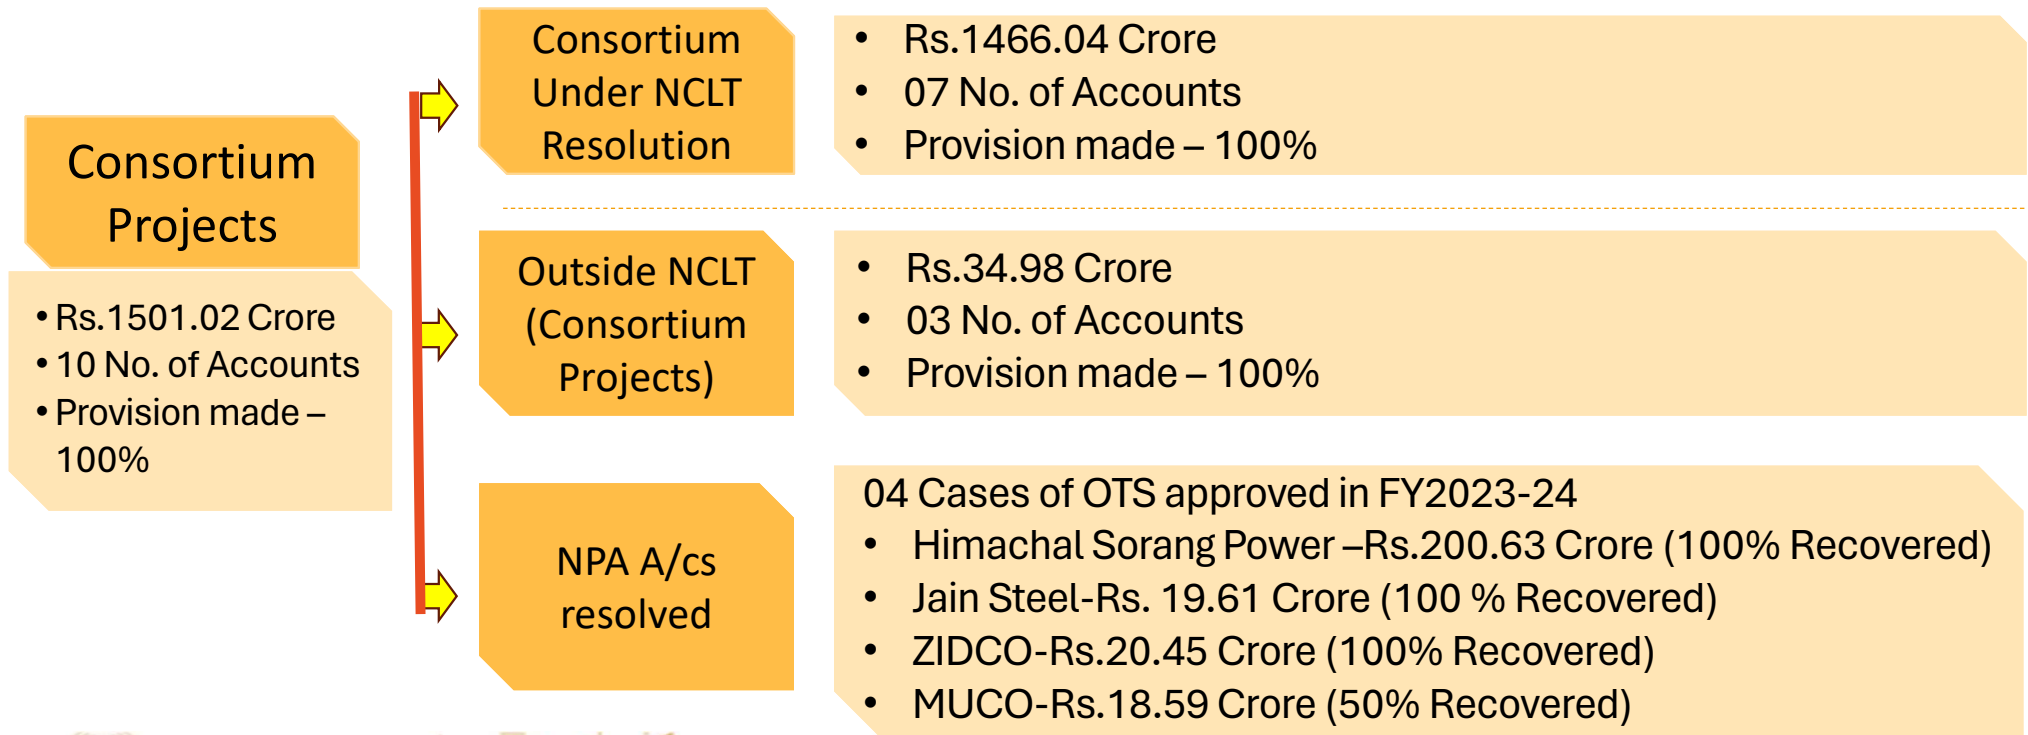 Consortium
Projects
• Rs.1501.02 Crore
• 10 No. of Accounts
• Provision made –
100%
Consortium
Under NCLT
Resolution
• Rs.1466.04 Crore
• 07 No. of Accounts
• Provision made – 100%
Outside NCLT
(Consortium
Projects)
• Rs.34.98 Crore
• 03 No. of Accounts
• Provision made – 100%
NPA A/cs
resolved
04 Cases of OTS approved in FY2023-24
• Himachal Sorang Power –Rs.200.63 Crore (100% Recovered)
• Jain Steel-Rs. 19.61 Crore (100 % Recovered)
• ZIDCO-Rs.20.45 Crore (100% Recovered)
• MUCO-Rs.18.59 Crore (50% Recovered)